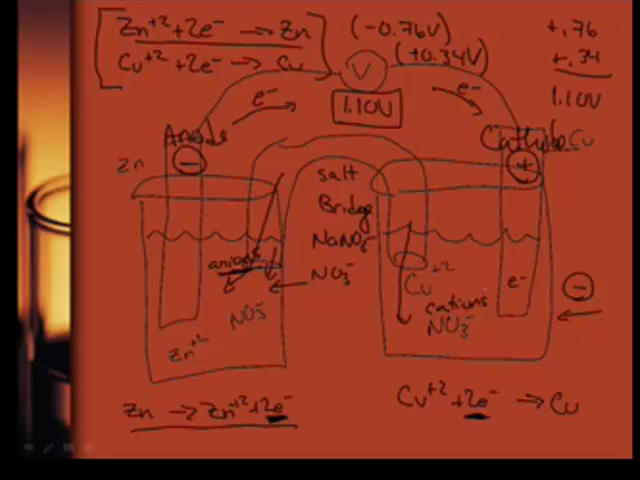 Zn+2 + 2e- → Zn (-0.76V) +.76
Cu+2 + 2e- → Cu (+0.34V) +.34
1.10V
V
e- e-
1.10V
Anode Cathode Cu
- +
Zn
salt
Bridge
NaNO3
anions NO3-
Cu+2
e-
-
NO3-
cations
NO3-
Zn+2
Zn → Zn+2 + 2e- Cu+2 + 2e- → Cu